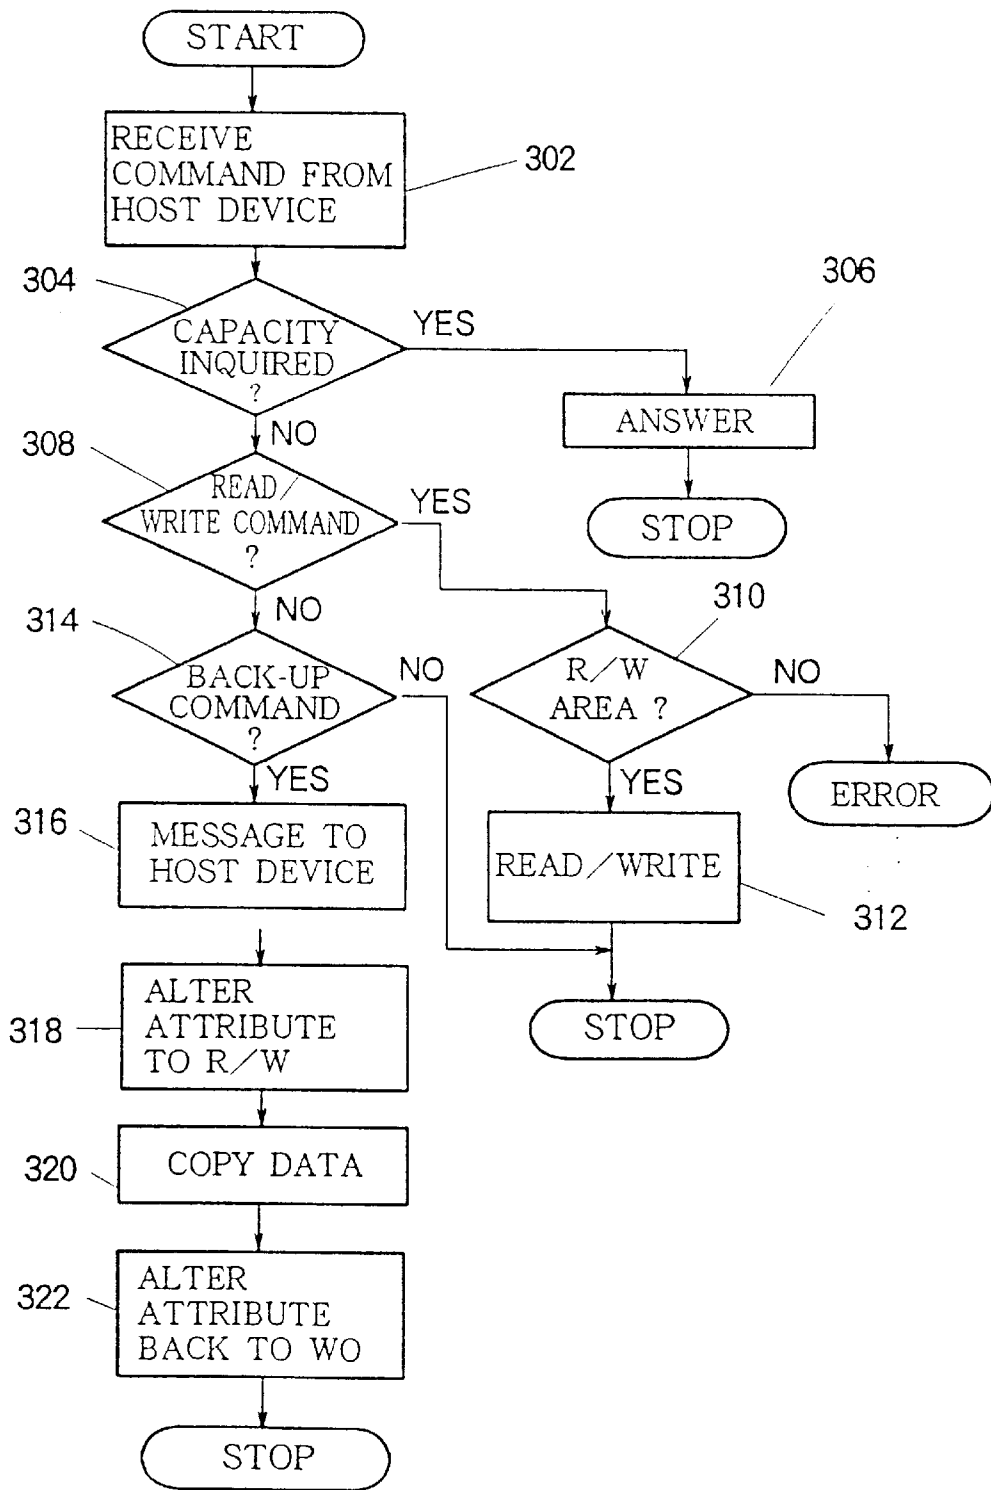 START
RECEIVE
COMMAND FROM
HOST DEVICE
302
304
CAPACITY
INQUIRED
?
YES
306
ANSWER
NO
STOP
308
READ/
WRITE COMMAND
?
YES
NO
310
R/W
AREA ?
NO
ERROR
YES
READ/WRITE
312
STOP
314
BACK-UP
COMMAND
?
NO
YES
316
MESSAGE TO
HOST DEVICE
318
ALTER
ATTRIBUTE
TO R/W
320
COPY DATA
322
ALTER
ATTRIBUTE
BACK TO WO
STOP